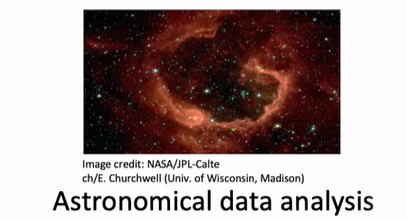 Image credit: NASA/JPL-Calte
ch/E. Churchwell (Univ. of Wisconsin, Madison)
Astronomical data analysis